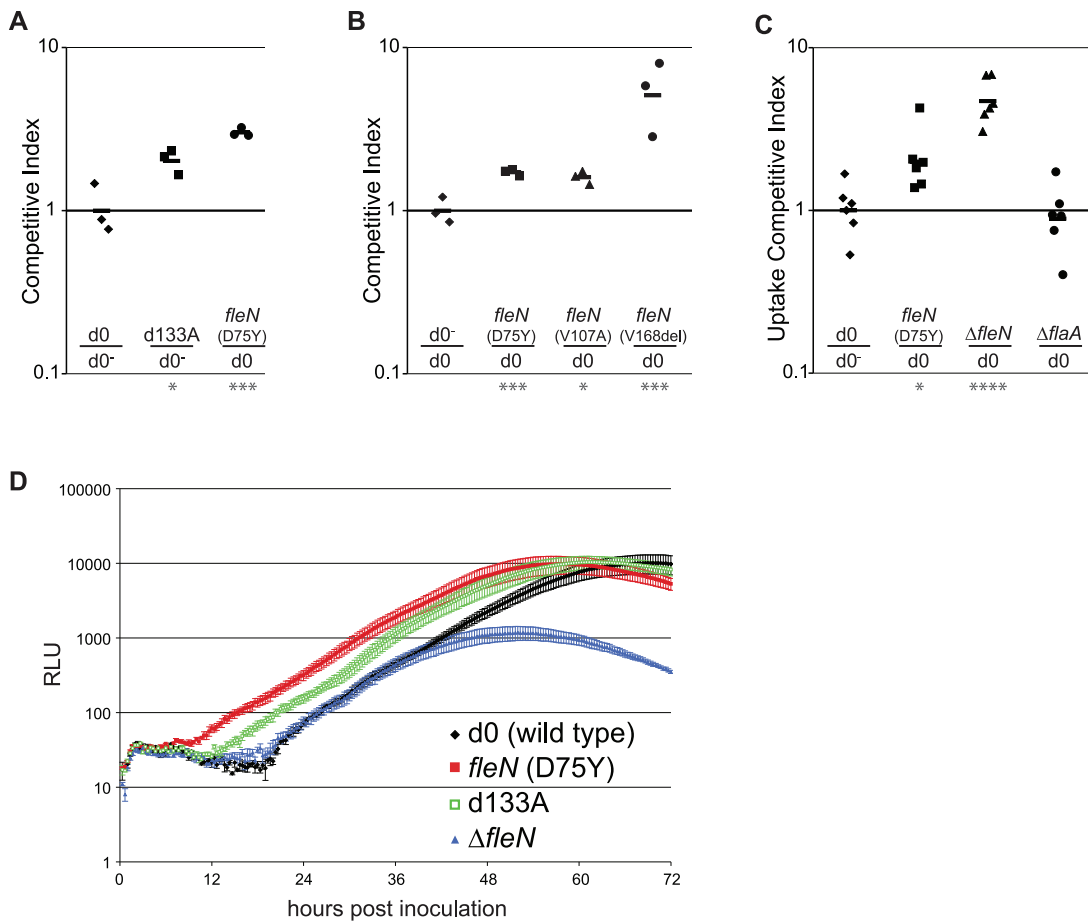 A
Competitive Index
10
1
0.1
d0
d0-
*
d133A
d0-
*
fleN
(D75Y)
d0-
***
B
Competitive Index
10
1
0.1
d0-
d0
fleN
(D75Y)
d0
***
fleN
(V107A)
d0
*
fleN
(V168del)
d0
***
C
Uptake Competitive Index
10
1
0.1
d0
d0-
fleN
(D75Y)
d0
*
ΔfleN
d0
****
ΔflaA
d0
D
RLU
100000
10000
1000
100
10
1
d0 (wild type)
fleN (D75Y)
d133A
ΔfleN
0 12 24 36 48 60 72
hours post inoculation